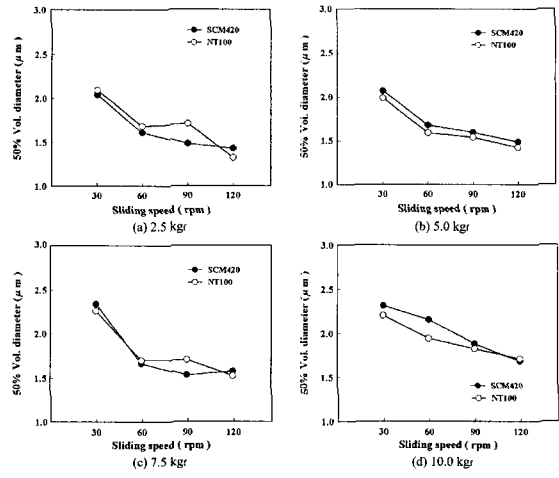 3.0
2.5
2.0
1.5
1.0
50% Vol. diameter (μm)
SCM420
NT100
30 60 90 120
Sliding speed ( rpm )
(a) 2.5 kgf
3.0
2.5
2.0
1.5
1.0
50% Vol. diameter (μm)
SCM420
NT100
30 60 90 120
Sliding speed ( rpm )
(b) 5.0 kgf
3.0
2.5
2.0
1.5
1.0
50% Vol. diameter (μm)
SCM420
NT100
30 60 90 120
Sliding speed ( rpm )
(c) 7.5 kgf
3.0
2.5
2.0
1.5
1.0
50% Vol. diameter (μm)
SCM420
NT100
30 60 90 120
Sliding speed ( rpm )
(d) 10.0 kgf